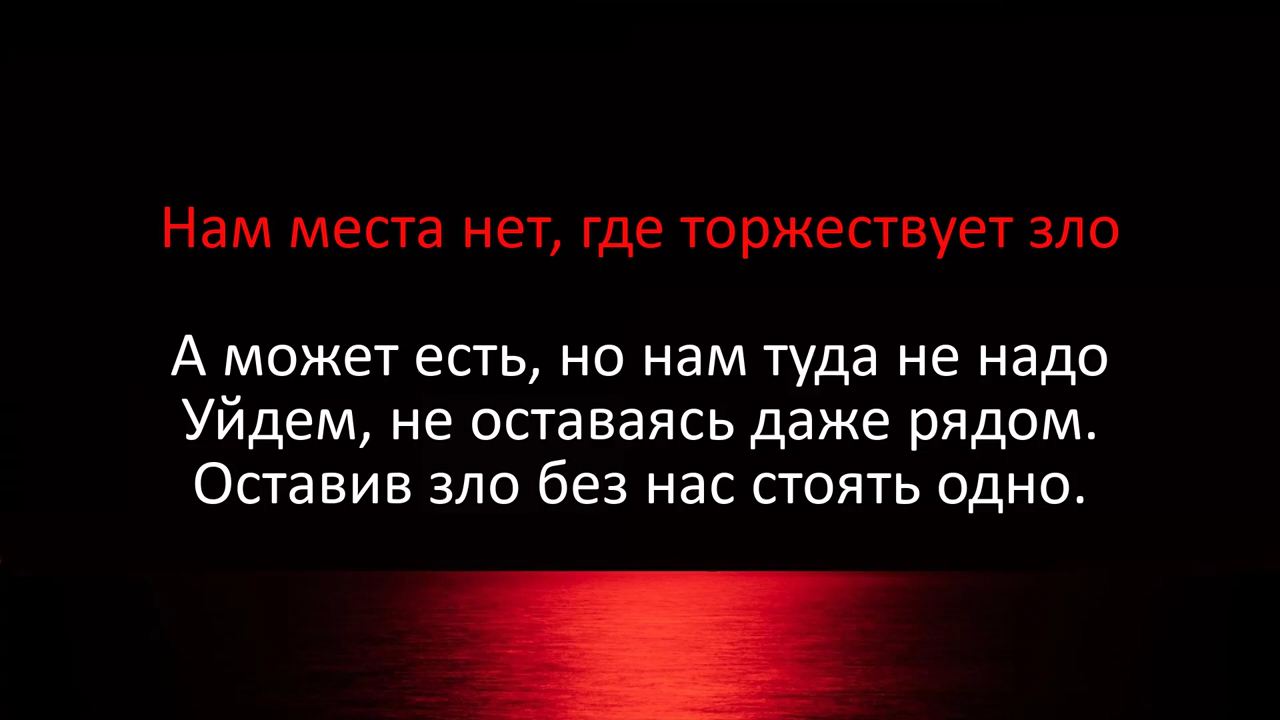 Нам места нет, где торжествует зло
А может есть, но нам туда не надо
Уйдем, не оставаясь даже рядом.
Оставив зло без нас стоять одно.